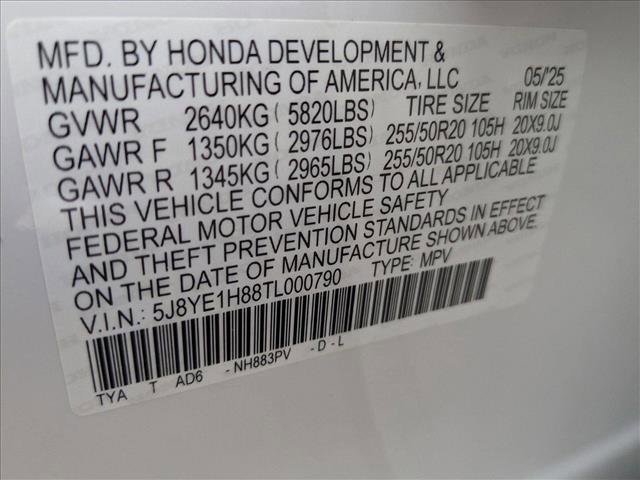 MFD. BY HONDA DEVELOPMENT &
MANUFACTURING OF AMERICA, LLC 05/'25
GVWR 2640KG ( 5820LBS) TIRE SIZE RIM SIZE
GAWR F 1350KG ( 2976LBS) 255/50R20 105H 20X9.0J
GAWR R 1345KG ( 2965LBS) 255/50R20 105H 20X9.0J
THIS VEHICLE CONFORMS TO ALL APPLICABLE
FEDERAL MOTOR VEHICLE SAFETY
AND THEFT PREVENTION STANDARDS IN EFFECT
ON THE DATE OF MANUFACTURE SHOWN ABOVE.
V.I.N.: 5J8YE1H88TL000790 TYPE: MPV
TYA T AD6 - NH883PV - D - L